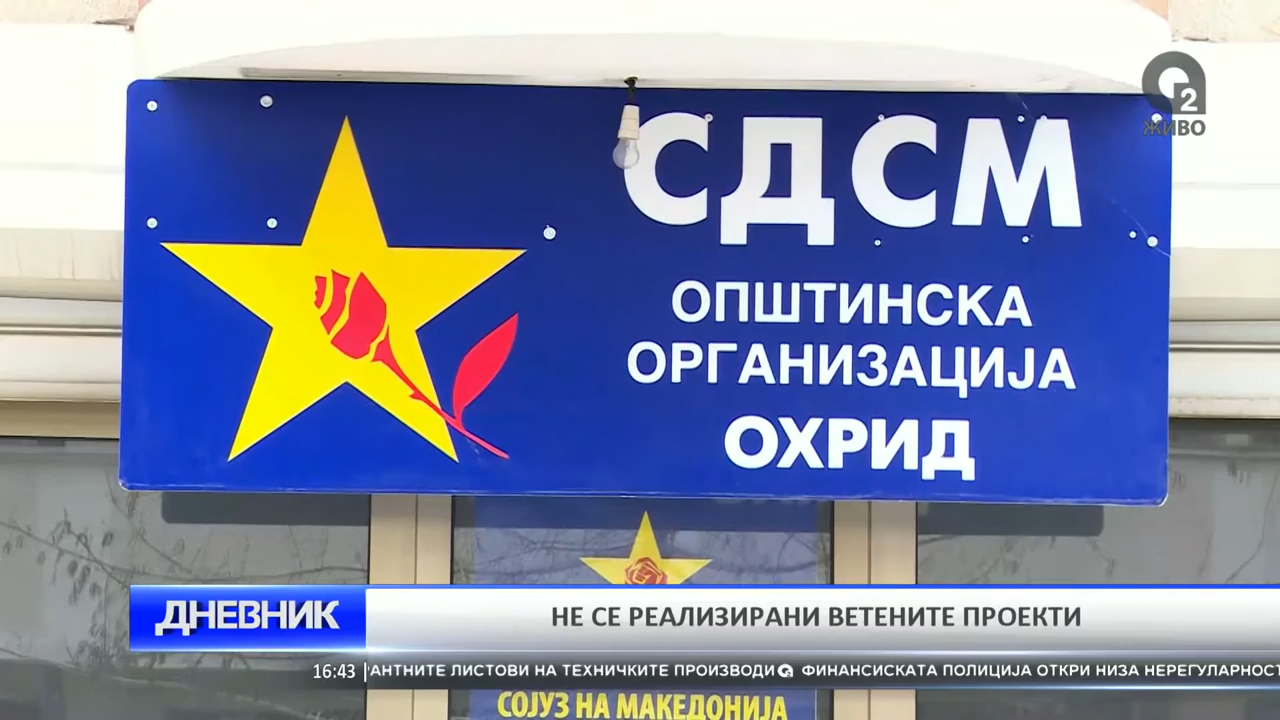 СДСМ
ОПШТИНСКА
ОРГАНИЗАЦИЈА
ОХРИД
2
ЖИВО
ДНЕВНИК
НЕ СЕ РЕАЛИЗИРАНИ ВЕТЕНИТЕ ПРОЕКТИ
16:43
АНТНИТЕ ЛИСТОВИ НА ТЕХНИЧКИТЕ ПРОИЗВОДИ ФИНАНСИСКАТА ПОЛИЦИЈА ОТКРИ НИЗА НЕРЕГУЛАРНОСТ
СОЈУЗ НА МАКЕДОНИЈА